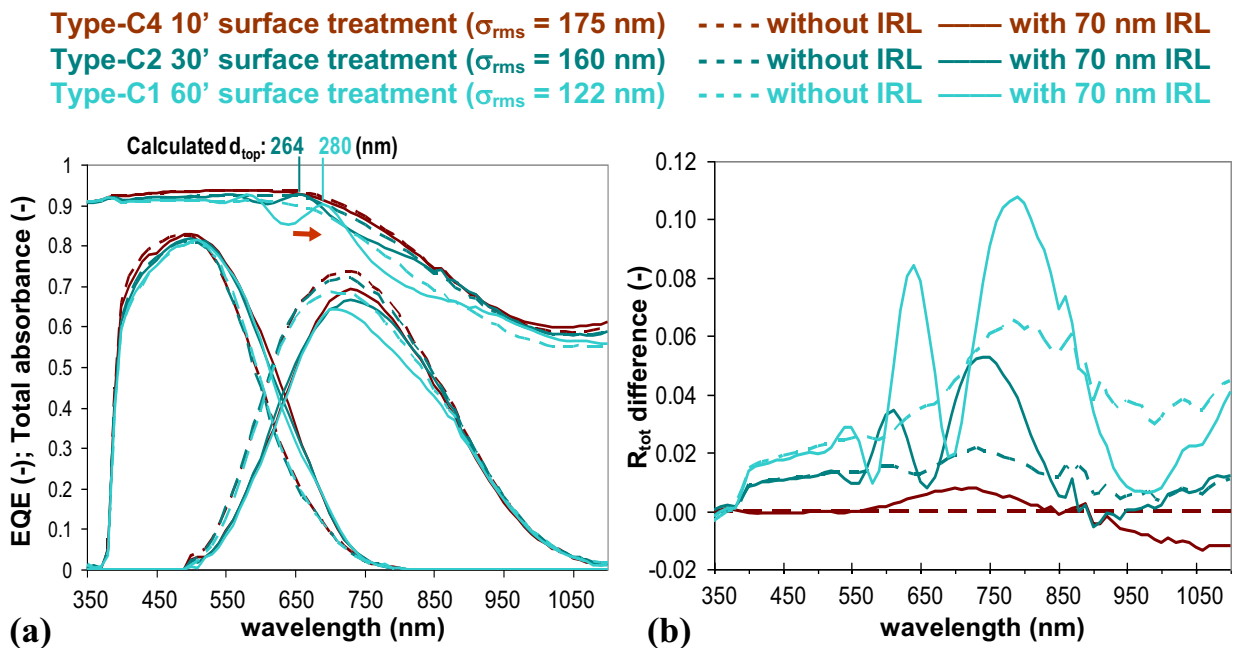 Type-C4 10’ surface treatment (σrms = 175 nm) - - - - without IRL —— with 70 nm IRL
Type-C2 30’ surface treatment (σrms = 160 nm) - - - - without IRL —— with 70 nm IRL
Type-C1 60’ surface treatment (σrms = 122 nm) - - - - without IRL —— with 70 nm IRL
Calculated dtop: 264 280 (nm)
EQE (-); Total absorbance (-)
1
0.9
0.8
0.7
0.6
0.5
0.4
0.3
0.2
0.1
0
350 450 550 650 750 850 950 1050
wavelength (nm)
(a)
Rtot difference (-)
0.12
0.10
0.08
0.06
0.04
0.02
0.00
-0.02
350 450 550 650 750 850 950 1050
wavelength (nm)
(b)